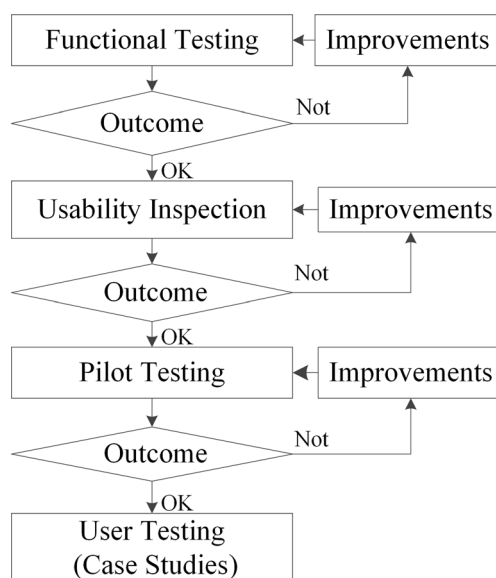 Functional Testing
Improvements
Outcome
Not
OK
Usability Inspection
Improvements
Outcome
Not
OK
Pilot Testing
Improvements
Outcome
Not
OK
User Testing
(Case Studies)